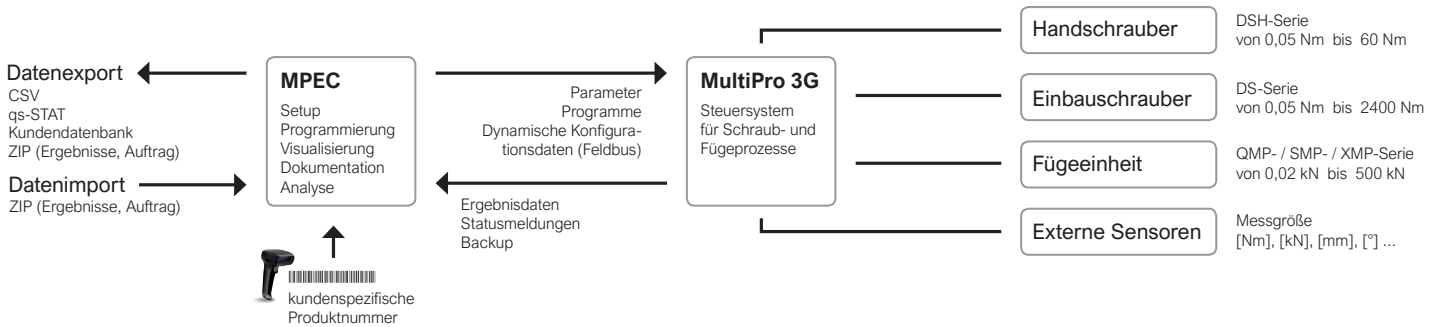 Datenexport
CSV
qs-STAT
Kundendatenbank
ZIP (Ergebnisse, Auftrag)
Datenimport
ZIP (Ergebnisse, Auftrag)
MPEC
Setup
Programmierung
Visualisierung
Dokumentation
Analyse
kundenspezifische
Produktnummer
Parameter
Programme
Dynamische Konfigura-
tionsdaten (Feldbus)
Ergebnisdaten
Statusmeldungen
Backup
MultiPro 3G
Steuersystem
für Schraub- und
Fügeprozesse
Handschrauber
DSH-Serie
von 0,05 Nm bis 60 Nm
Einbauschrauber
DS-Serie
von 0,05 Nm bis 2400 Nm
Fügeeinheit
QMP- / SMP- / XMP-Serie
von 0,02 kN bis 500 kN
Externe Sensoren
Messgröße
[Nm], [kN], [mm], [°] ...